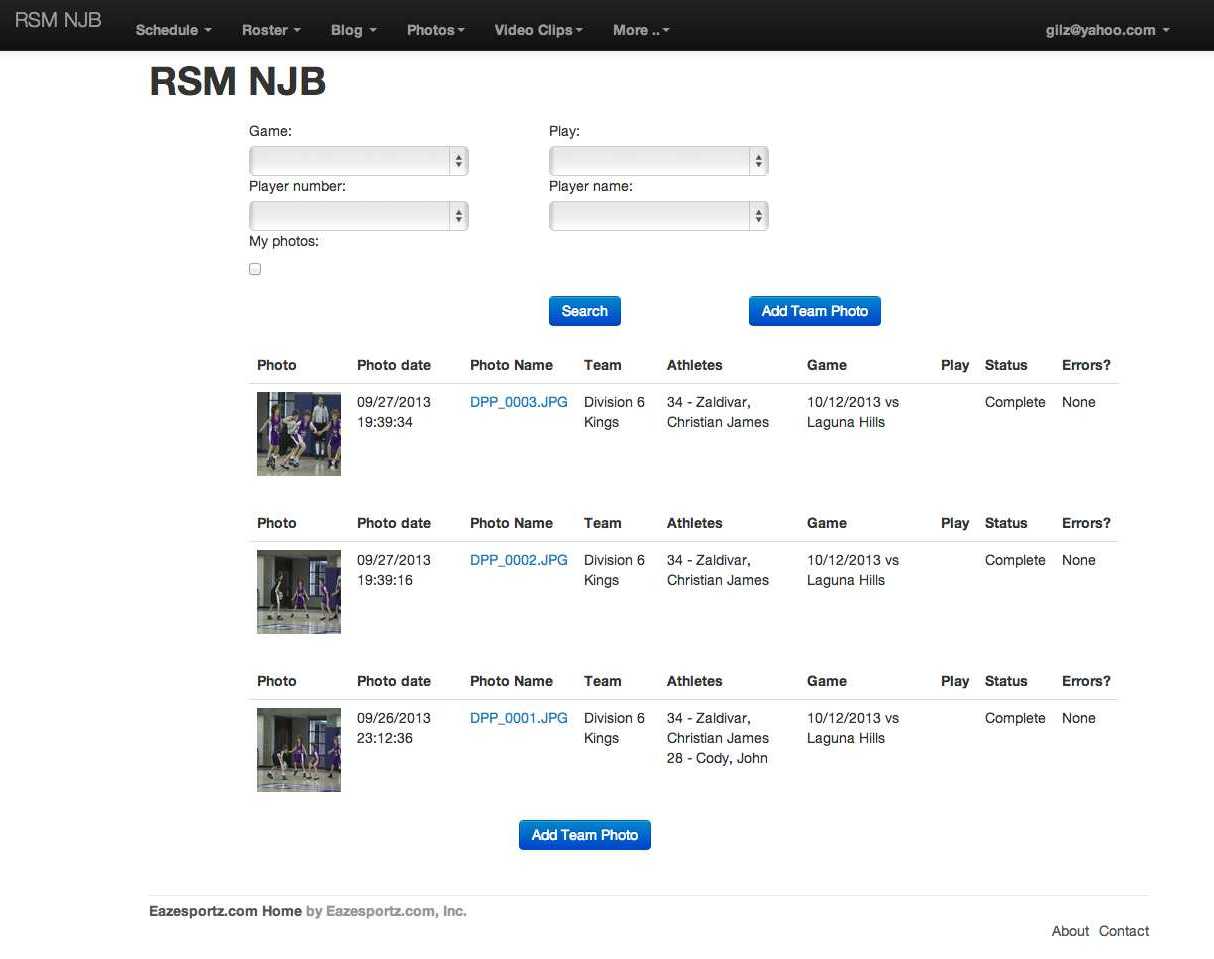 RSM NJB Schedule Roster Blog Photos Video Clips More .. gilz@yahoo.com
RSM NJB
Game: Play:
Player number: Player name:
My photos:
Search Add Team Photo
Photo Photo date Photo Name Team Athletes Game Play Status Errors?
09/27/2013 DPP_0003.JPG Division 6 34 - Zaldivar, 10/12/2013 vs Complete None
19:39:34 Kings Christian James Laguna Hills
Photo Photo date Photo Name Team Athletes Game Play Status Errors?
09/27/2013 DPP_0002.JPG Division 6 34 - Zaldivar, 10/12/2013 vs Complete None
19:39:16 Kings Christian James Laguna Hills
Photo Photo date Photo Name Team Athletes Game Play Status Errors?
09/26/2013 DPP_0001.JPG Division 6 34 - Zaldivar, 10/12/2013 vs Complete None
23:12:36 Kings Christian James Laguna Hills
28 - Cody, John
Add Team Photo
Eazesportz.com Home by Eazesportz.com, Inc.
About Contact